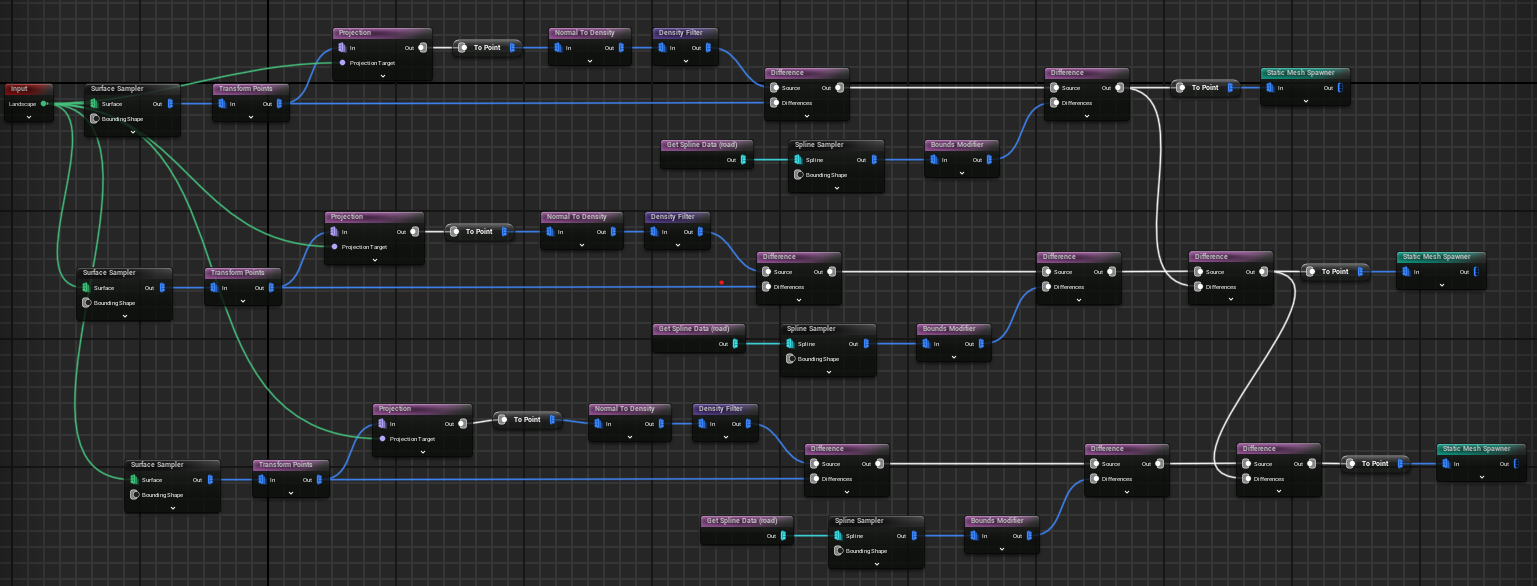 Projection
In Out
Projection Target
To Point
Normal To Density
In Out
Density Filter
In Out
Input
Landscape
Surface Sampler
Surface Out
Bounding Shape
Transform Points
In Out
Difference
Source Out
Differences
Difference
Source Out
Differences
To Point
Static Mesh Spawner
In Out
Get Spline Data (road)
Out
Spline Sampler
Spline Out
Bounding Shape
Bounds Modifier
In Out
Projection
In Out
Projection Target
To Point
Normal To Density
In Out
Density Filter
In Out
Surface Sampler
Surface Out
Bounding Shape
Transform Points
In Out
Difference
Source Out
Differences
Difference
Source Out
Differences
Difference
Source Out
Differences
To Point
Static Mesh Spawner
In Out
Get Spline Data (road)
Out
Spline Sampler
Spline Out
Bounding Shape
Bounds Modifier
In Out
Projection
In Out
Projection Target
To Point
Normal To Density
In Out
Density Filter
In Out
Surface Sampler
Surface Out
Bounding Shape
Transform Points
In Out
Difference
Source Out
Differences
Difference
Source Out
Differences
Difference
Source Out
Differences
To Point
Static Mesh Spawner
In Out
Get Spline Data (road)
Out
Spline Sampler
Spline Out
Bounding Shape
Bounds Modifier
In Out